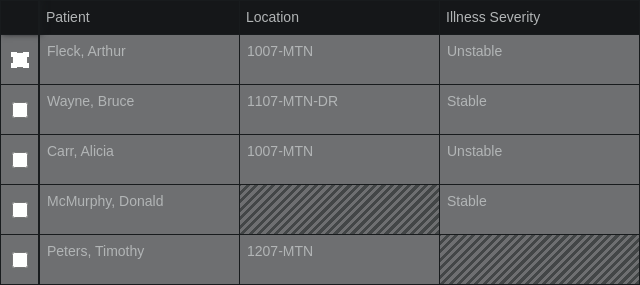 Patient Location Illness Severity
Fleck, Arthur 1007-MTN Unstable
Wayne, Bruce 1107-MTN-DR Stable
Carr, Alicia 1007-MTN Unstable
McMurphy, Donald Stable
Peters, Timothy 1207-MTN